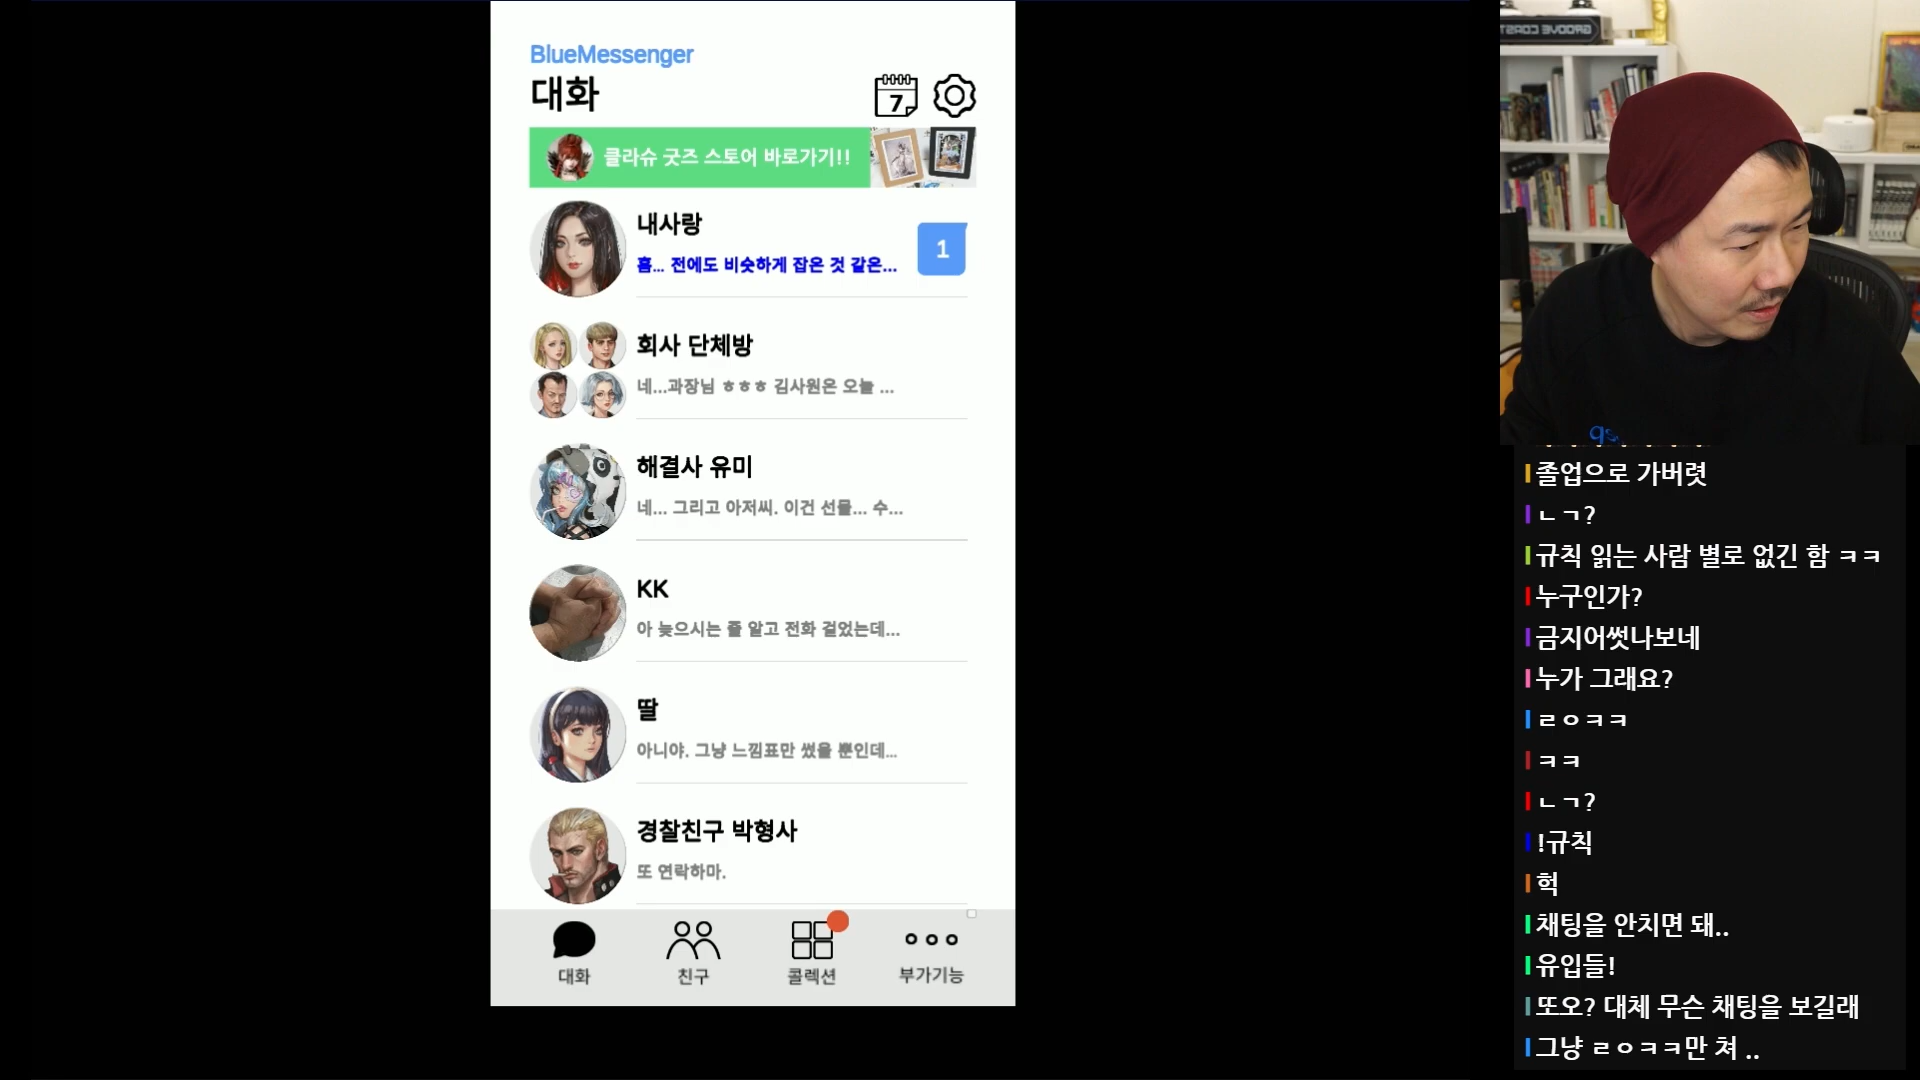 BlueMessenger
대화
7
클라슈 굿즈 스토어 바로가기!!
내사랑
1
흠... 전에도 비슷하게 잡은 것 같은...
회사 단체방
네...과장님 ㅎㅎㅎ 김사원은 오늘 ...
해결사 유미
네... 그리고 아저씨. 이건 선물... 수...
KK
아 늦으시는 줄 알고 전화 걸었는데...
딸
아니야. 그냥 느낌표만 썼을 뿐인데...
경찰친구 박형사
또 연락하마.
대화
친구
콜렉션
부가기능
GROOVE COAST
졸업으로 가버렷
ㄴㄱ?
규칙 읽는 사람 별로 없긴 함 ㅋㅋ
누구인가?
금지어썻나보네
누가 그래요?
ㄹㅇㅋㅋ
ㅋㅋ
ㄴㄱ?
!규칙
헉
채팅을 안치면 돼..
유입들!
또오? 대체 무슨 채팅을 보길래
그냥 ㄹㅇㅋㅋ만 쳐 ..